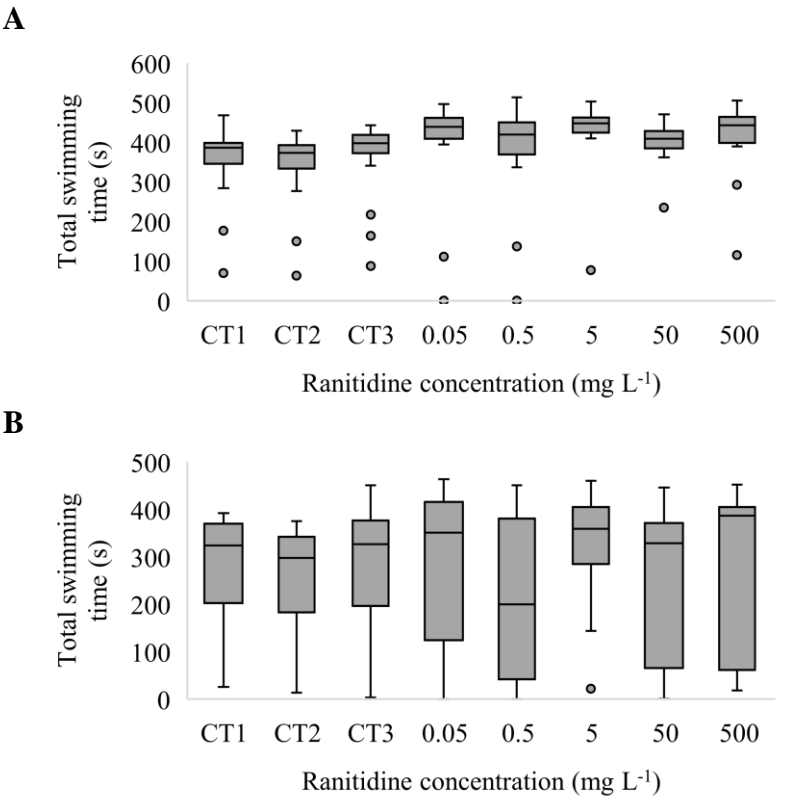 A
Total swimming
time (s)
600
500
400
300
200
100
0
CT1 CT2 CT3 0.05 0.5 5 50 500
Ranitidine concentration (mg L⁻¹)
B
Total swimming
time (s)
500
400
300
200
100
0
CT1 CT2 CT3 0.05 0.5 5 50 500
Ranitidine concentration (mg L⁻¹)